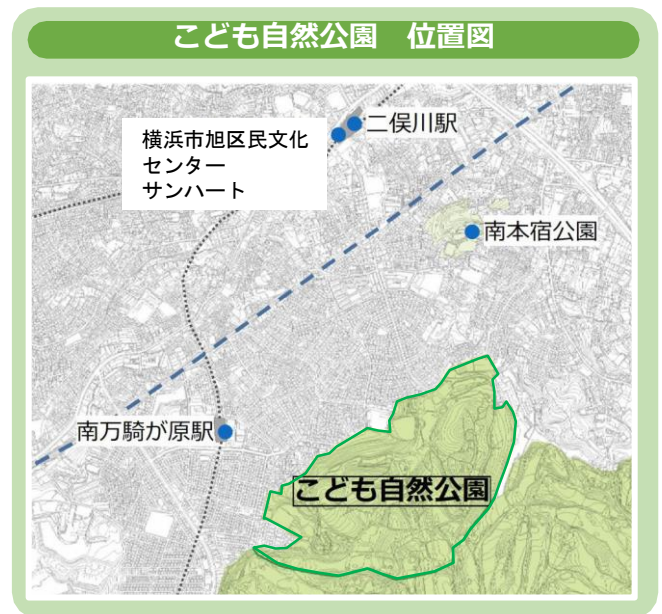 こども自然公園　位置図
二俣川駅
横浜市旭区民文化
センター
サンハート
南本宿公園
南万騎が原駅
こども自然公園